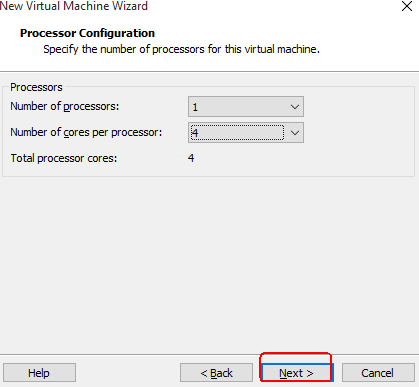 New Virtual Machine Wizard
Processor Configuration
Specify the number of processors for this virtual machine.
Processors
Number of processors: 1
Number of cores per processor: 4
Total processor cores: 4
Help < Back Next > Cancel